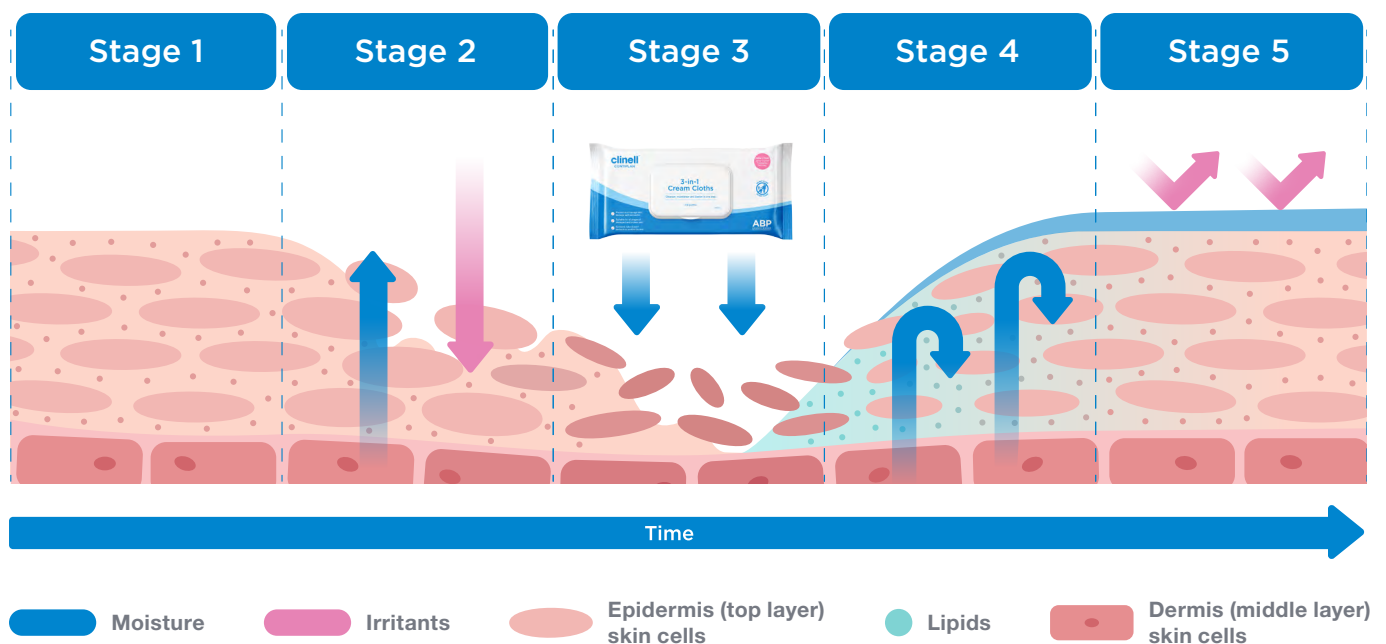 Stage 1
Stage 2
Stage 3
Stage 4
Stage 5
clinell
3-in-1
Cream Cloths
ABP
Time
Moisture
Irritants
Epidermis (top layer)
skin cells
Lipids
Dermis (middle layer)
skin cells